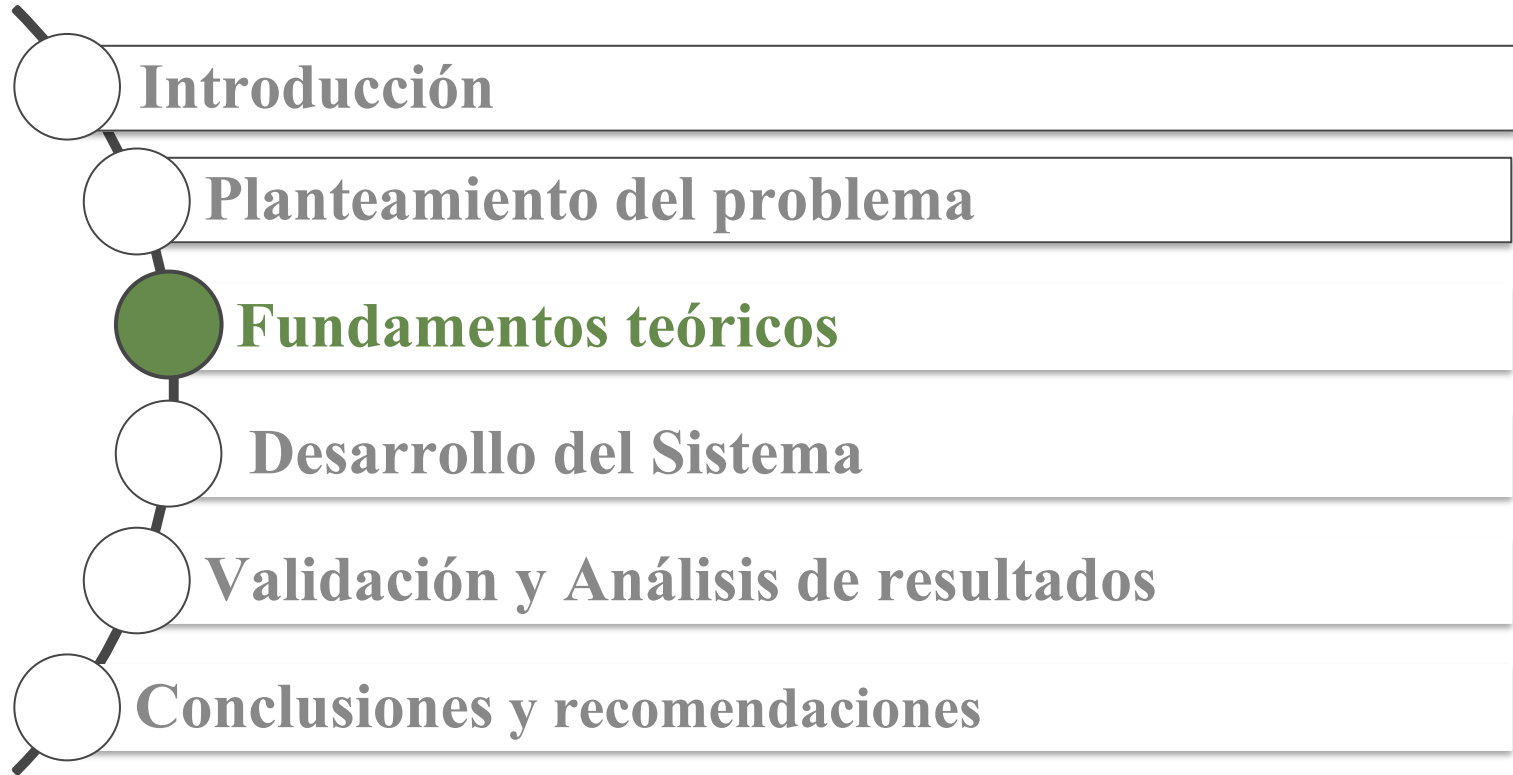 Introducción
Planteamiento del problema
Fundamentos teóricos
Desarrollo del Sistema
Validación y Análisis de resultados
Conclusiones y recomendaciones